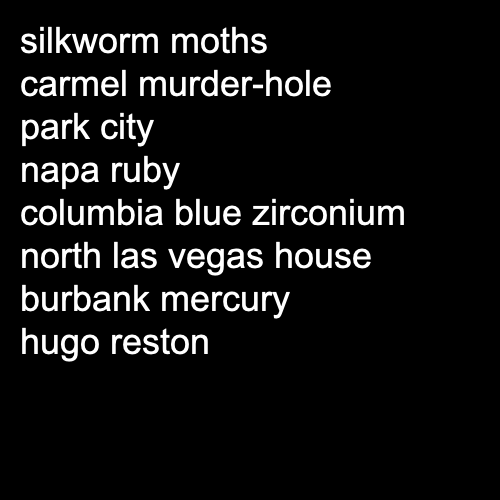 silkworm moths
carmel murder-hole
park city
napa ruby
columbia blue zirconium
north las vegas house
burbank mercury
hugo reston